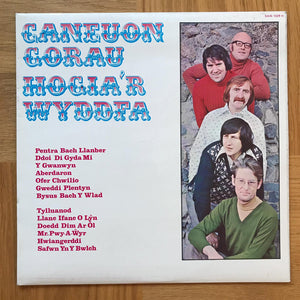 CANEUON
GORAU
HOGIA'R
WYDDFA
Pentra Bach Llanber
Ddoi Di Gyda Mi
Y Gwanwyn
Aberdaron
Ofer Chwilio
Gweddi Plentyn
Bysus Bach Y Wlad
Tylluanod
Llanc Ifanc O Lŷn
Doedd Dim Ar Ôl
Mr. Pwy-A-Wyr
Hwiangerddi
Safwn Yn Y Bwlch